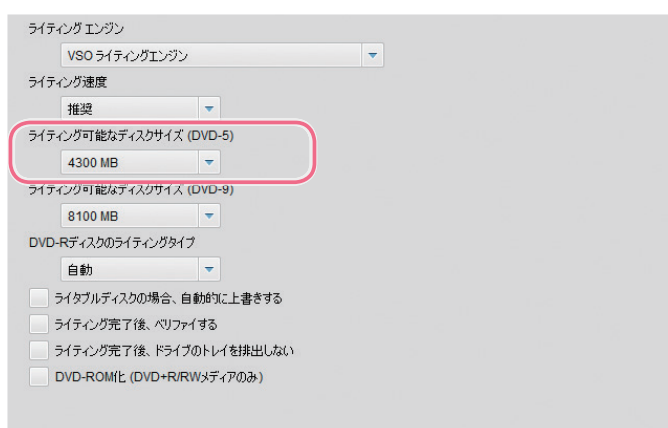 ライティング エンジン
VSO ライティングエンジン
ライティング速度
推奨
ライティング可能なディスクサイズ (DVD-5)
4300 MB
ライティング可能なディスクサイズ (DVD-9)
8100 MB
DVD-Rディスクのライティングタイプ
自動
ライタブルディスクの場合、自動的に上書きする
ライティング完了後、ベリファイする
ライティング完了後、ドライブのトレイを排出しない
DVD-ROM化 (DVD+R/RWメディアのみ)